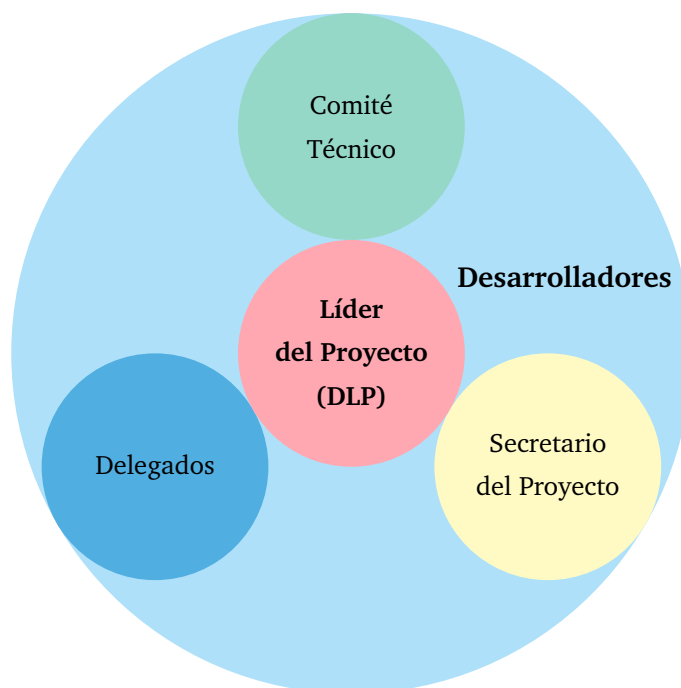 Comité
Técnico
Desarrolladores
Líder
del Proyecto
(DLP)
Delegados
Secretario
del Proyecto